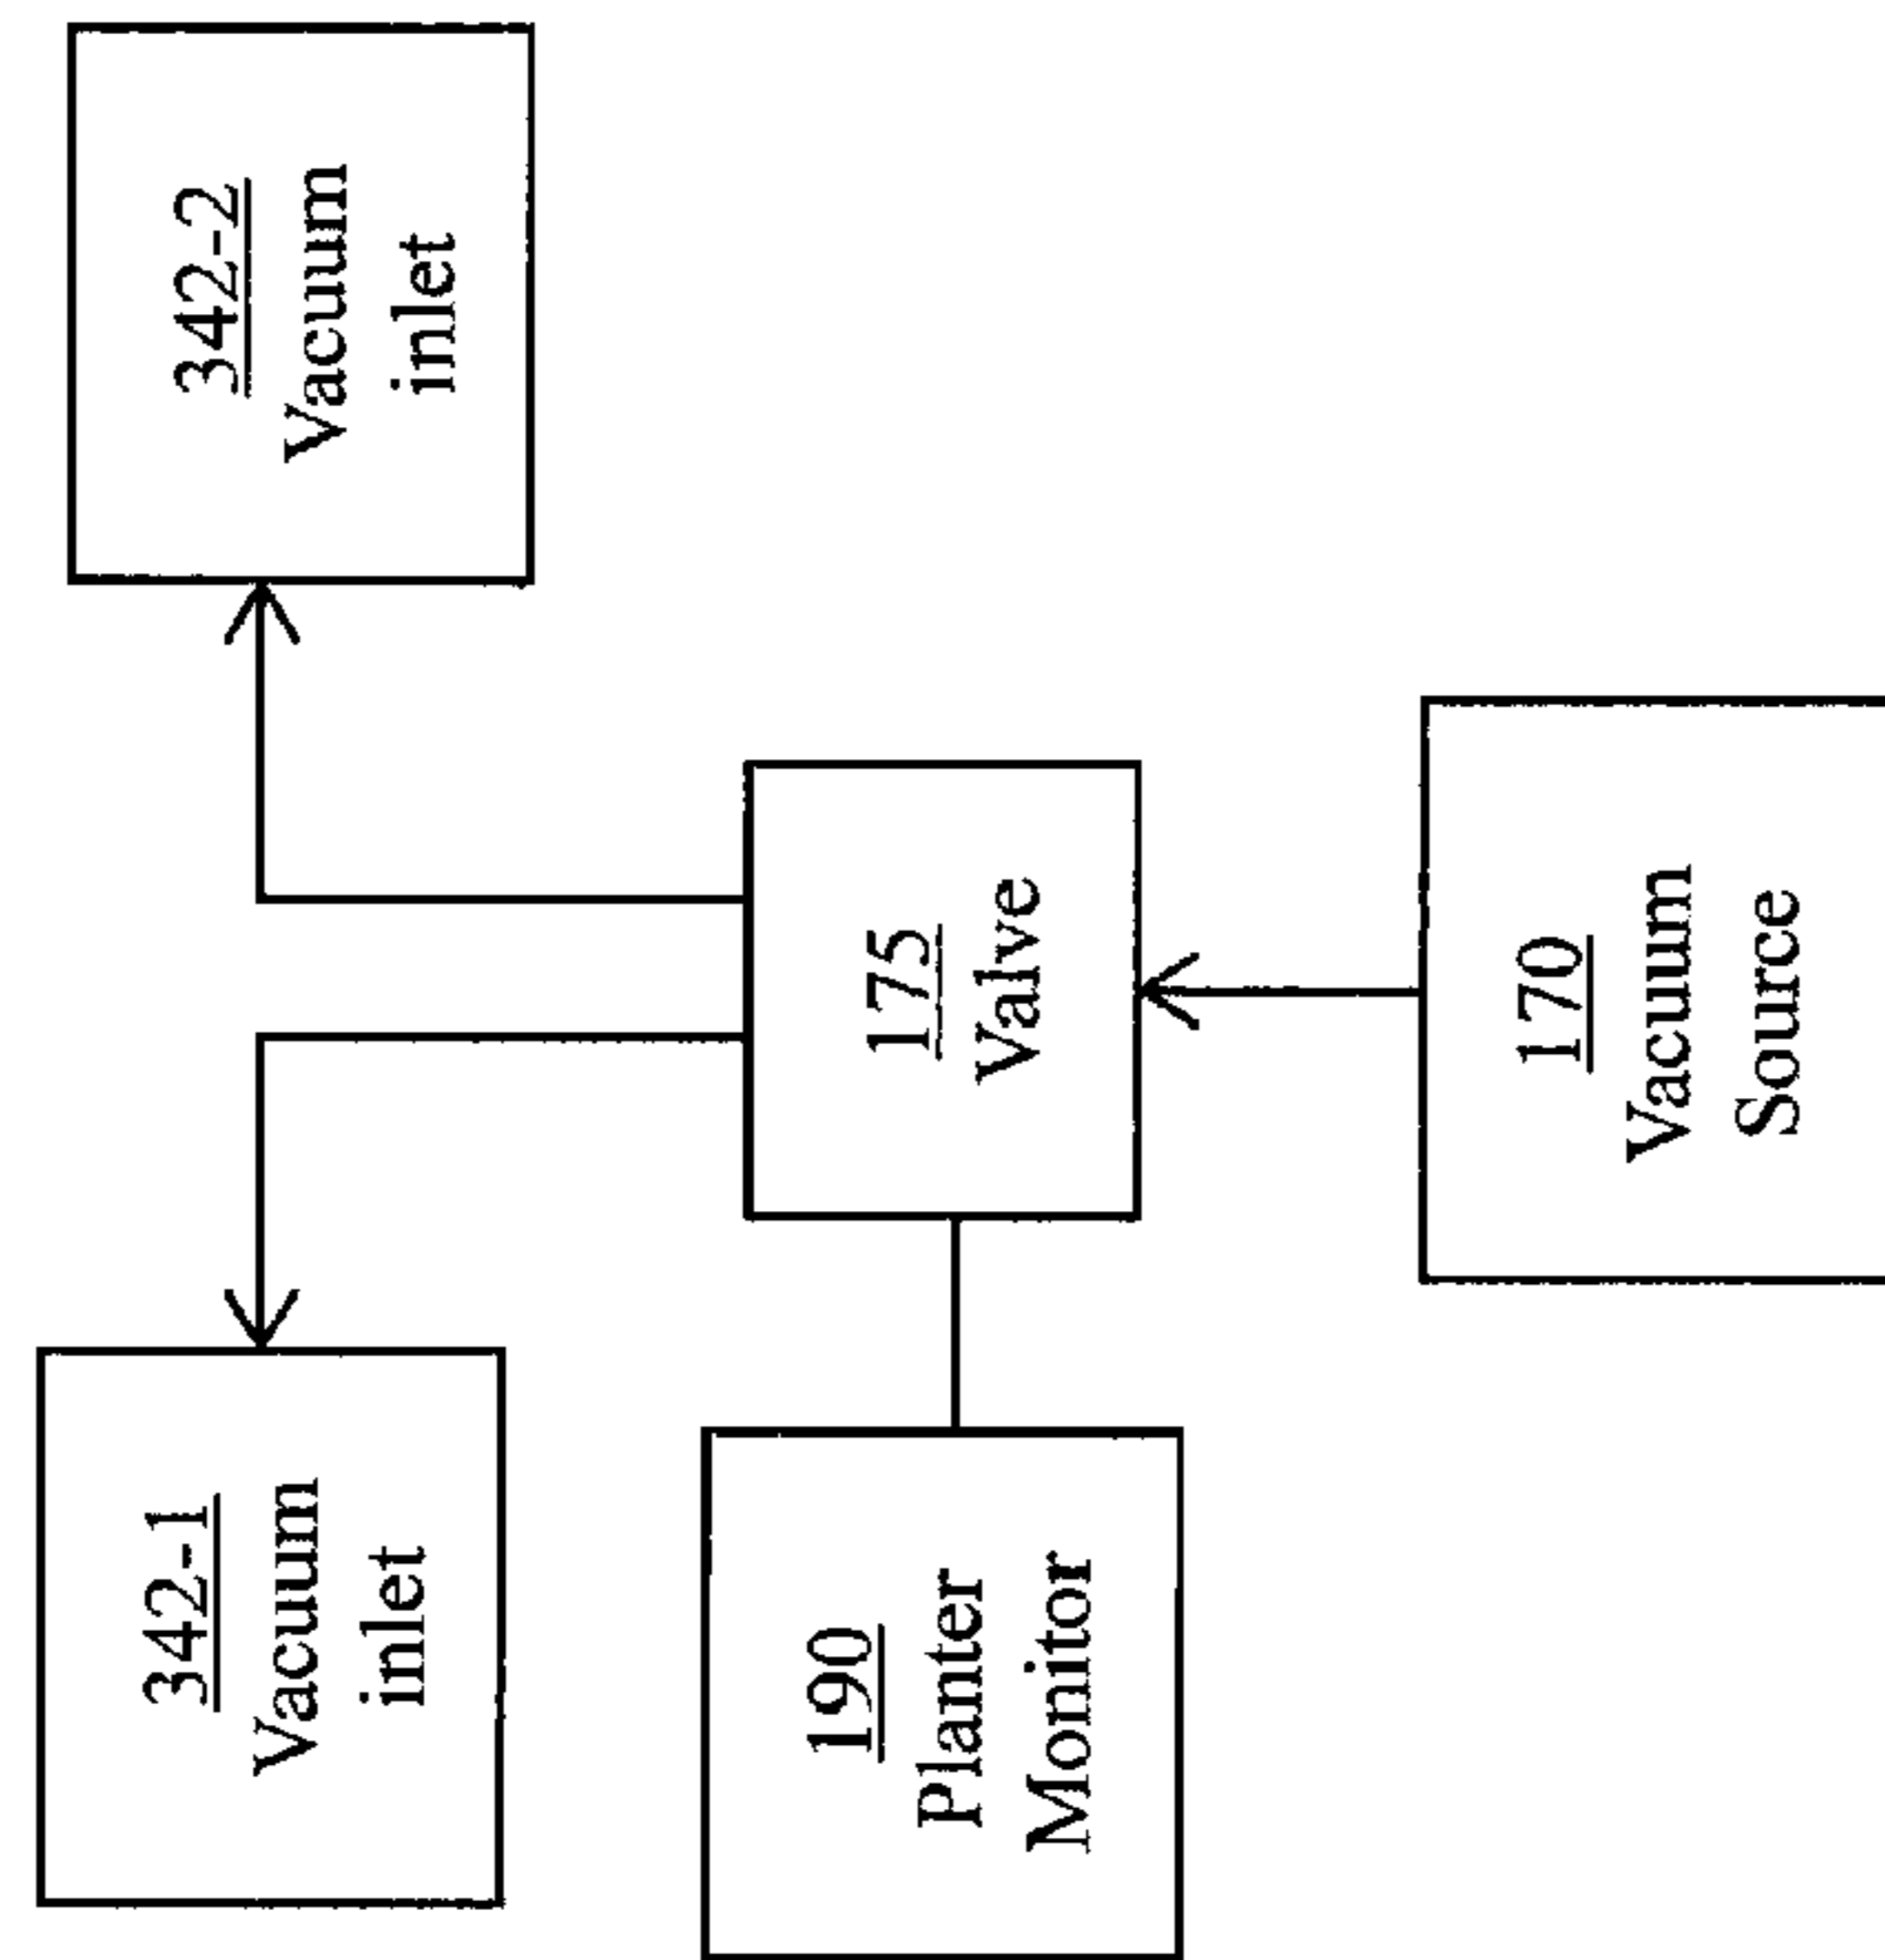 342-1
Vacuum
inlet
342-2
Vacuum
inlet
190
Planter
Monitor
175
Valve
170
Vacuum
Source